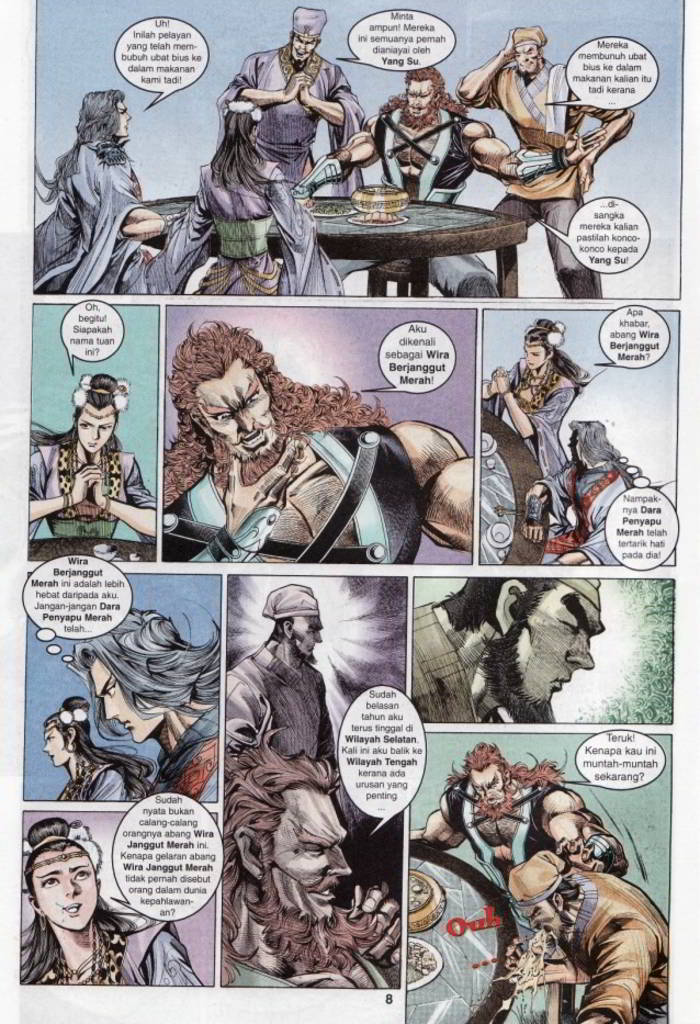 Uh!
Inilah pelayan
yang telah mem-
bubuh ubat bius ke
dalam makanan
kami tadi!
Minta
ampun! Mereka
ini semuanya pernah
dianiayai oleh
Yang Su.
Mereka
membunuh ubat
bius ke dalam
makanan kalian itu
tadi kerana
...
...di-
sangka
mereka kalian
pastilah konco-
konco kepada
Yang Su!
Oh,
begitu!
Siapakah
nama tuan
ini?
Aku
dikenali
sebagai Wira
Berjanggut
Merah!
Apa
khabar,
abang Wira
Berjanggut
Merah?
Nampak-
nya Dara
Penyapu
Merah telah
tertarik hati
pada dia!
Wira
Berjanggut
Merah ini adalah lebih
hebat daripada aku.
Jangan-jangan Dara
Penyapu Merah
telah...
Sudah
belasan
tahun aku
terus tinggal di
Wilayah Selatan.
Kali ini aku balik ke
Wilayah Tengah
kerana ada
urusan yang
penting
...
Teruk!
Kenapa kau ini
muntah-muntah
sekarang?
Sudah
nyata bukan
calang-calang
orangnya abang Wira
Janggut Merah ini.
Kenapa gelaran abang
Wira Janggut Merah
tidak pernah disebut
orang dalam dunia
kepahlawan-
an?
Ouh
...
8